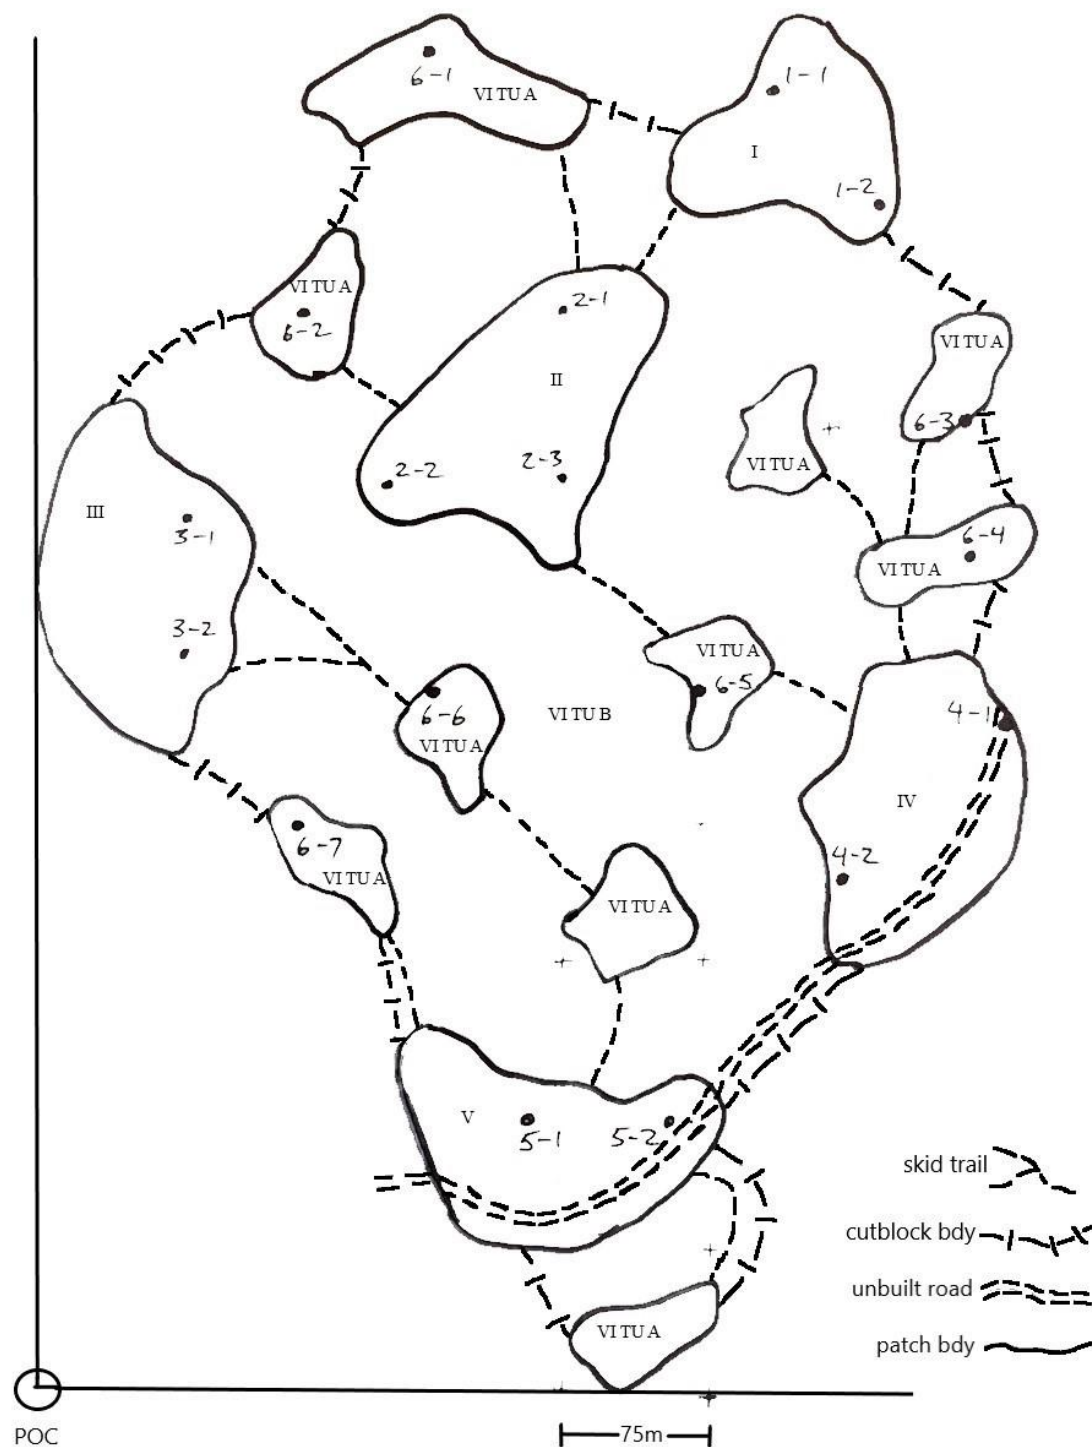 6-1
VITUA
1-1
I
1-2
VITUA
6-2
2-1
II
2-2
2-3
VITUA
6-3
VITUA
III
3-1
3-2
6-4
VITUA
VITUA
6-5
6-6
VITUA
VITUB
4-1
IV
4-2
6-7
VITUA
VITUA
V
5-1
5-2
VITUA
skid trail
cutblock bdy
unbuilt road
patch bdy
POC
75m